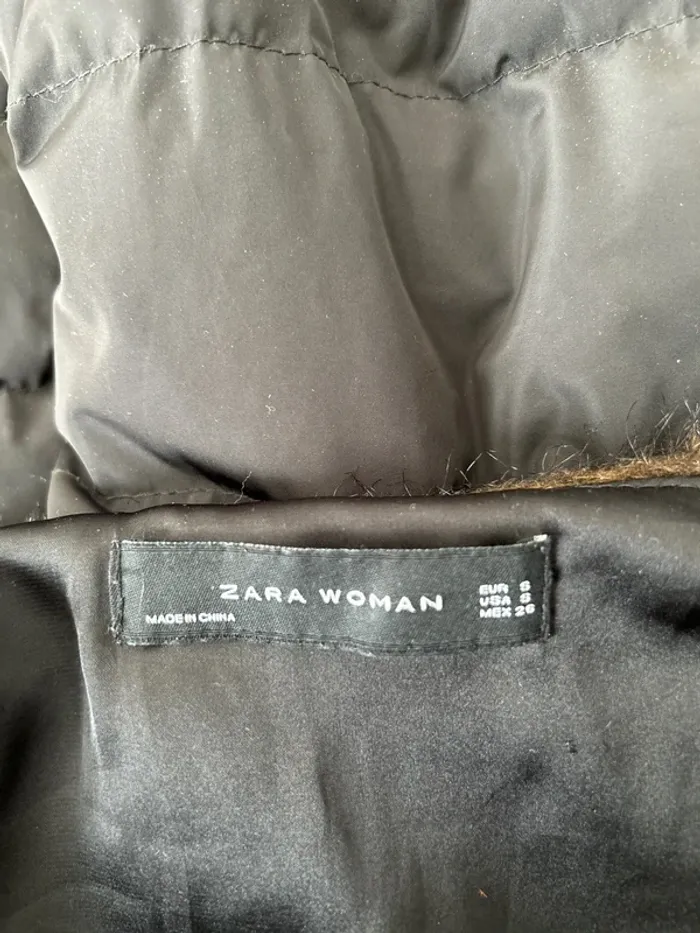 ZARA WOMAN
MADE IN CHINA
EUR S
USA S
MEX 26